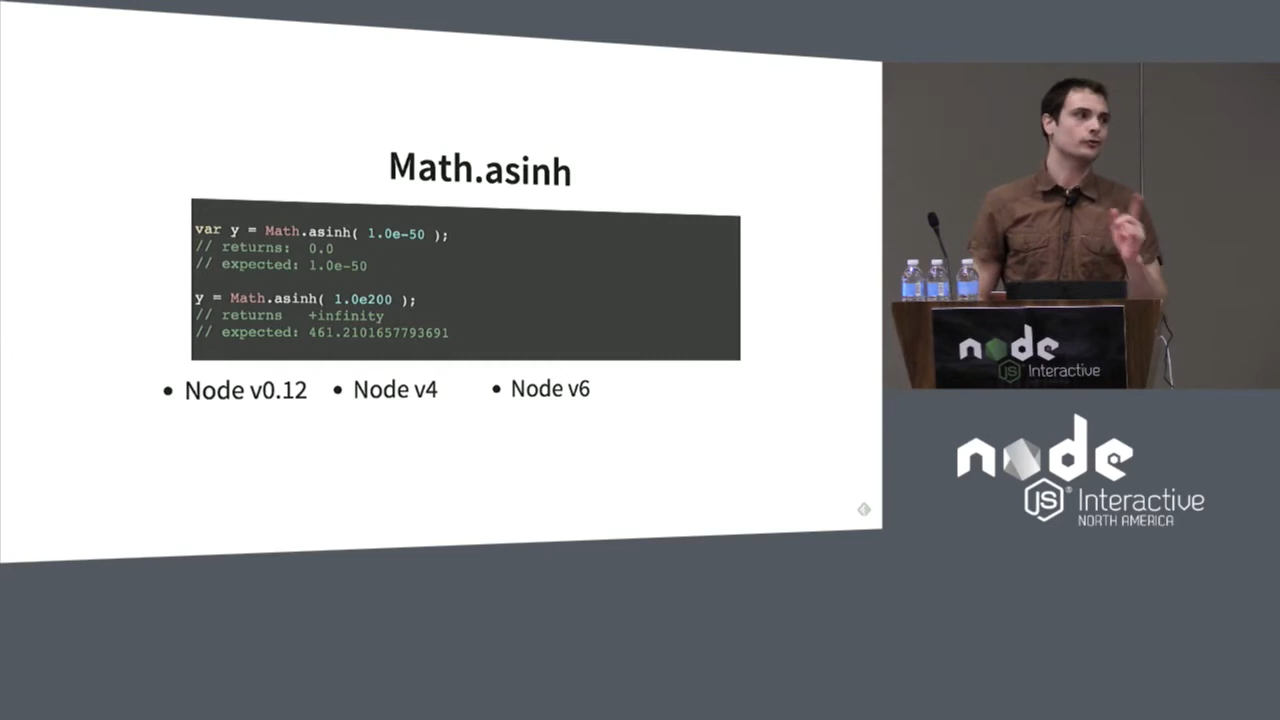 Math.asinh
var y = Math.asinh( 1.0e-50 );
// returns:  0.0
// expected: 1.0e-50
y = Math.asinh( 1.0e200 );
// returns   +infinity
// expected: 461.2101657793691
• Node v0.12 • Node v4 • Node v6
node
JS Interactive
node
JS® Interactive
NORTH AMERICA